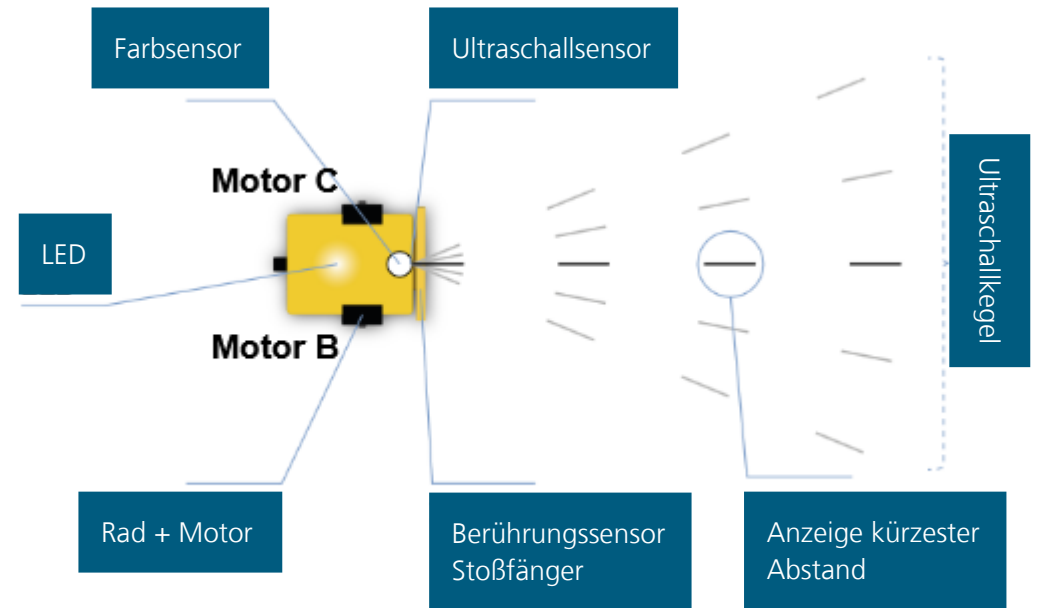 Farbsensor
Ultraschallsensor
Motor C
LED
Ultraschallkegel
Motor B
Rad + Motor
Berührungssensor
Stoßfänger
Anzeige kürzester
Abstand